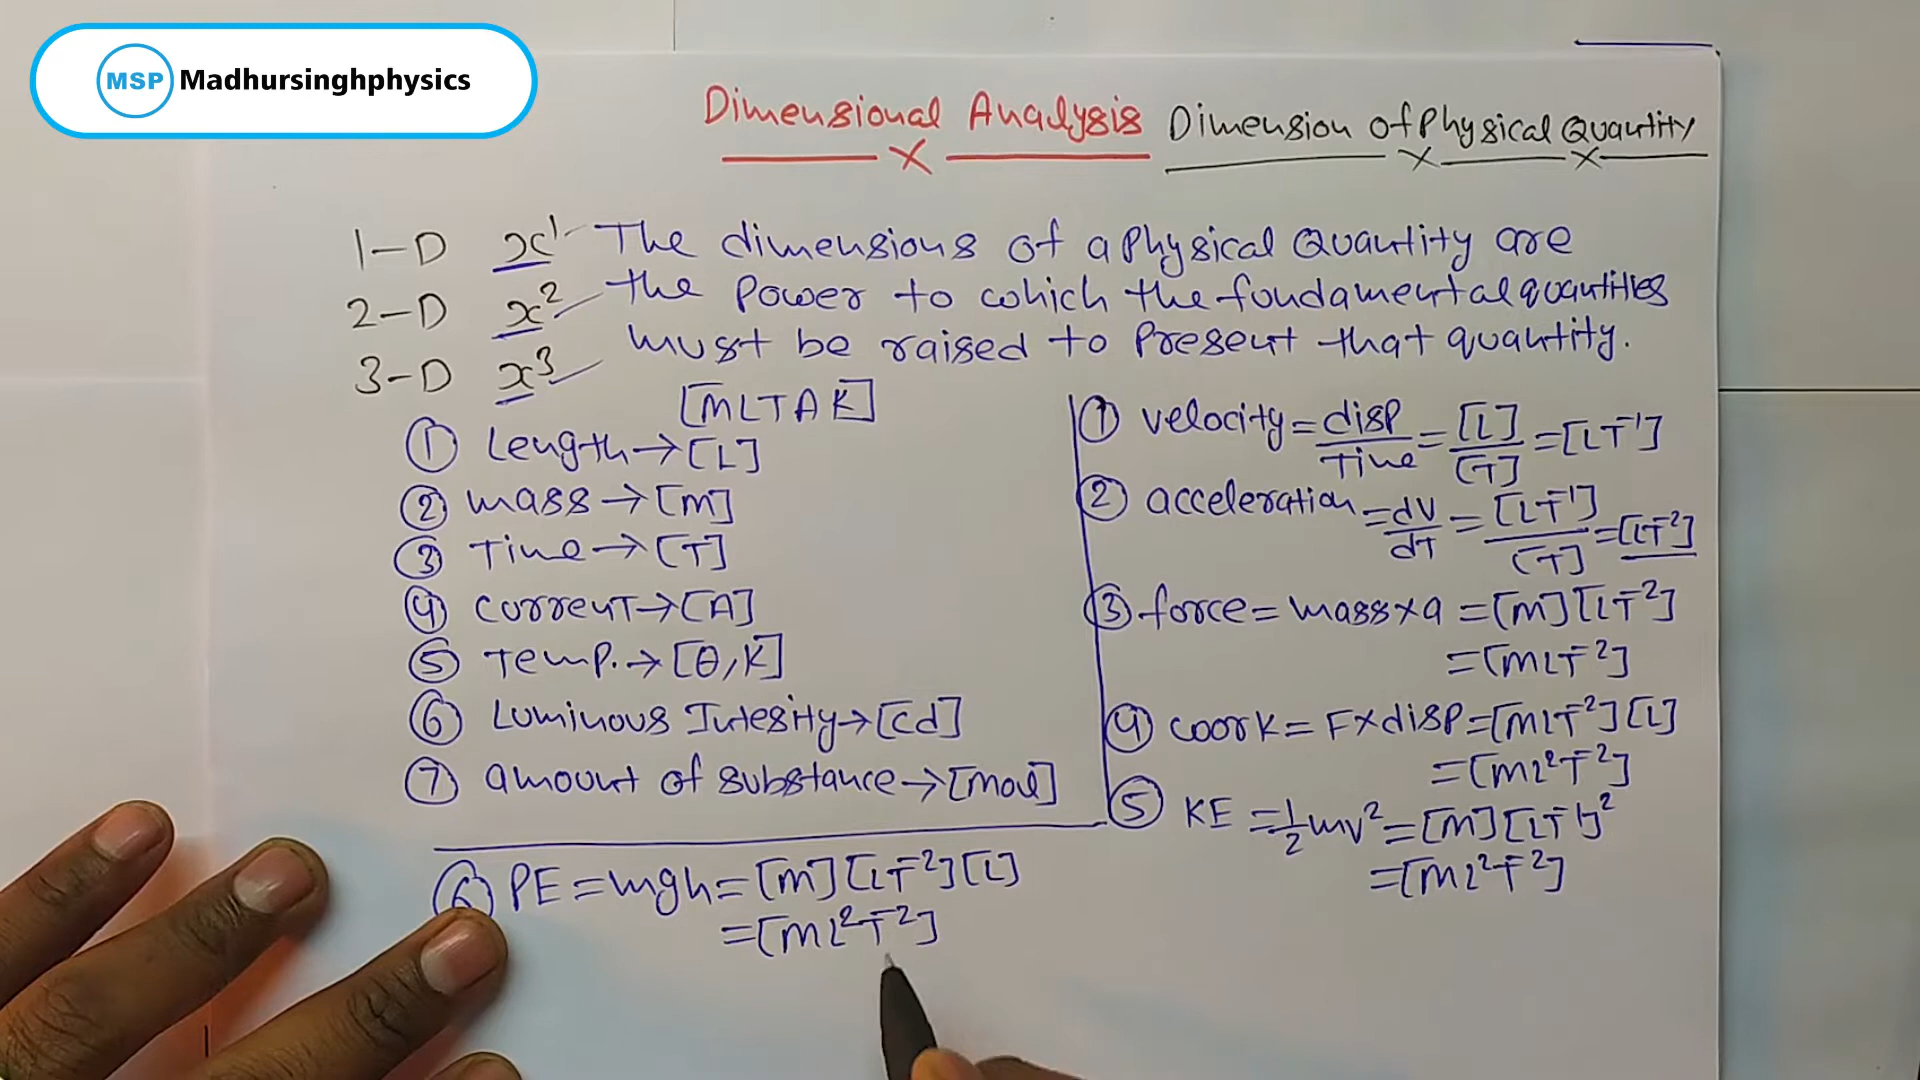 MSP Madhursinghphysics
Dimensional Analysis Dimension of Physical Quantity
1-D x¹ The dimensions of a Physical Quantity are
2-D x² the Power to which the fundamental quantities
3-D x³ must be raised to Present that quantity.
[MLTAK]
① Length→[L]
② mass→[M]
③ Time→[T]
④ Current→[A]
⑤ Temp.→[θ,K]
⑥ Luminous Intesity→[cd]
⑦ amount of substance→[mol]
① velocity = disp/Time = [L]/[T] = [LT⁻¹]
② acceleration = dV/dT = [LT⁻¹]/[T] = [LT⁻²]
③ force = mass×a = [M][LT⁻²]
= [MLT⁻²]
④ work = F×disp = [MLT⁻²][L]
= [ML²T⁻²]
⑤ KE = 1/2 mv² = [M][LT⁻¹]²
= [ML²T⁻²]
⑥ PE = mgh = [M][LT⁻²][L]
= [ML²T⁻²]